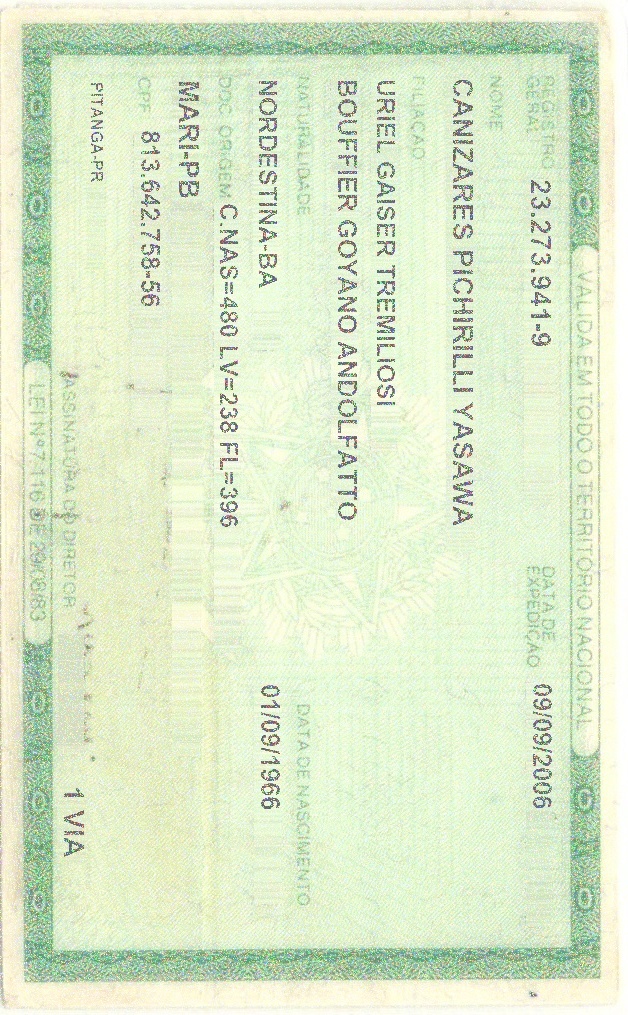 VÁLIDA EM TODO O TERRITÓRIO NACIONAL
REGISTRO
GERAL 23.273.941-9 DATA DE
EXPEDIÇÃO 09/09/2006
NOME
CANIZARES PICHIRILLI YASAWA
FILIAÇÃO
URIEL GAISER TREMILIOSI
BOUFFIER GOYANO ANDOLFATTO
NATURALIDADE DATA DE NASCIMENTO
NORDESTINA-BA 01/09/1966
DOC ORIGEM C.NAS=480 LV=238 FL=396
MARI-PB
CPF 813.642.758-56
PITANGA-PR
1 VIA
ASSINATURA DO DIRETOR
LEI Nº 7.116 DE 29/08/83